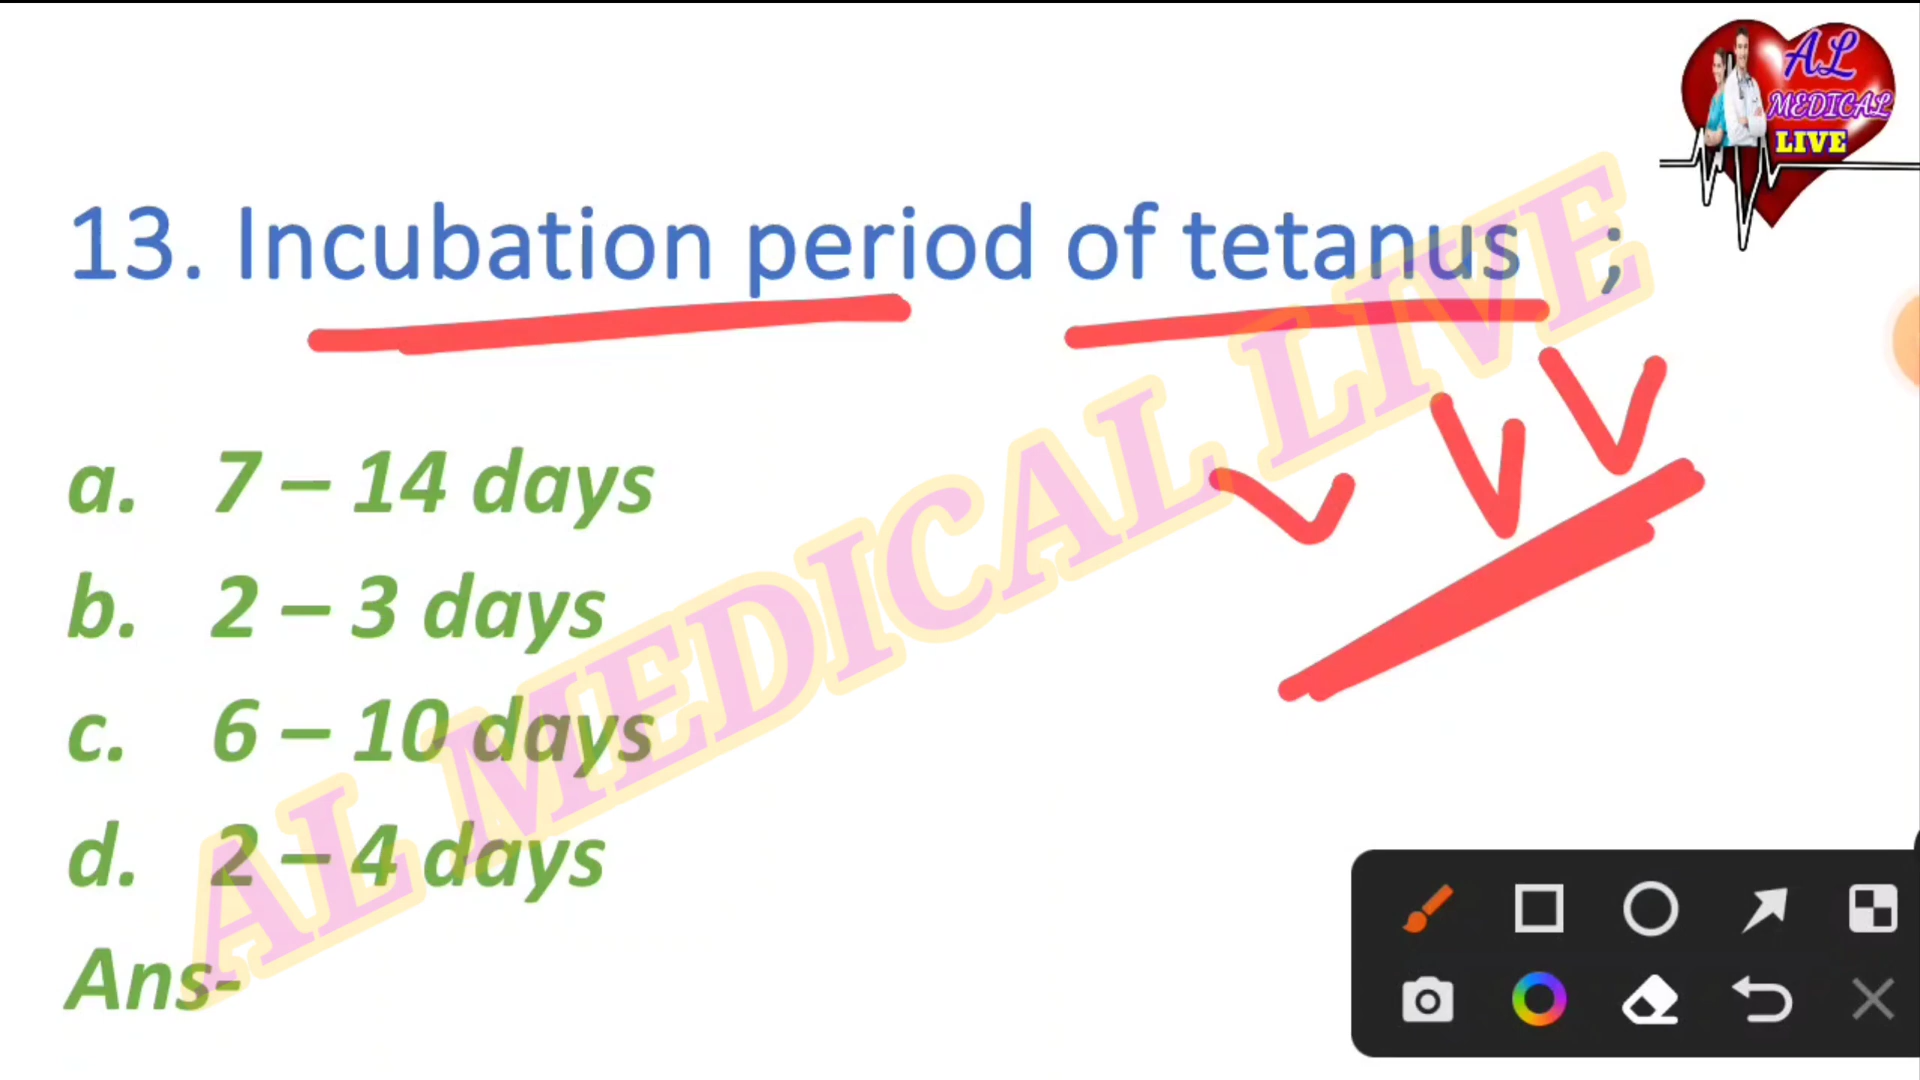 AL
MEDICAL
LIVE
13. Incubation period of tetanus ;
a. 7 – 14 days
b. 2 – 3 days
c. 6 – 10 days
d. 2 – 4 days
Ans-
AL MEDICAL LIVE